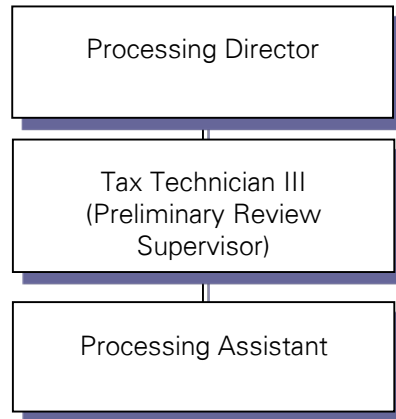 Processing Director
Tax Technician III
(Preliminary Review
Supervisor)
Processing Assistant